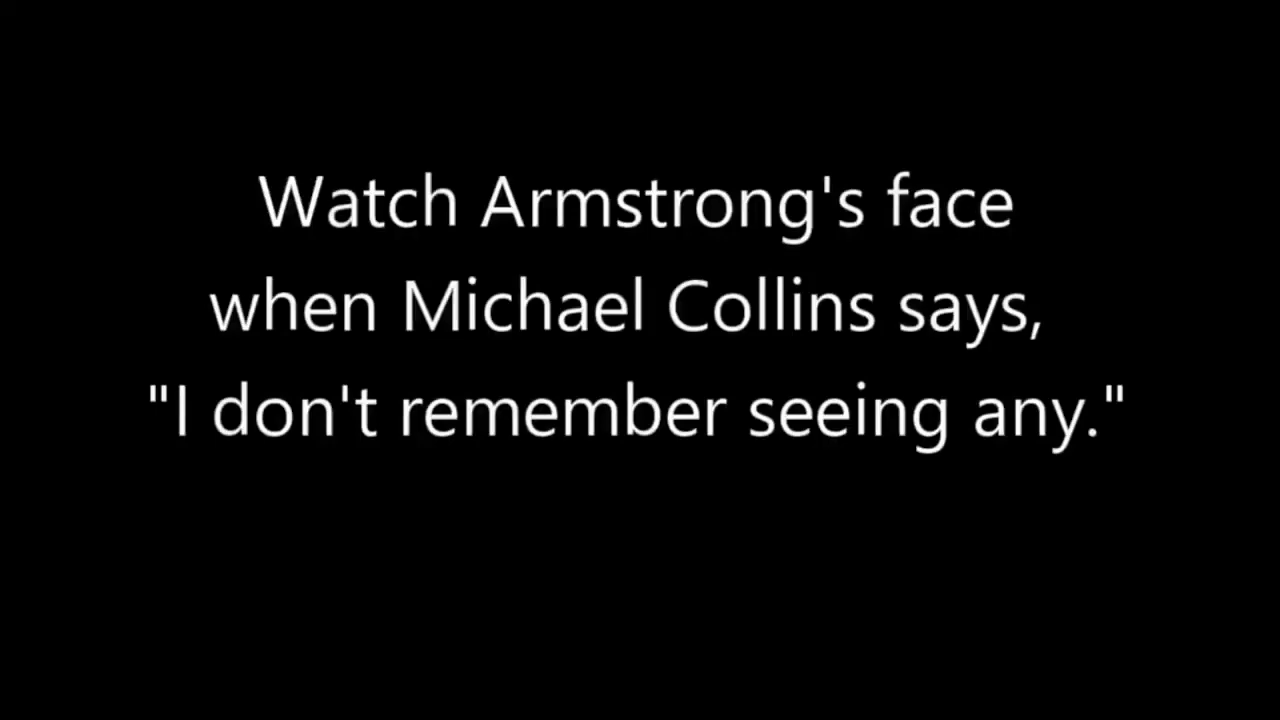 Watch Armstrong's face
when Michael Collins says,
"I don't remember seeing any."